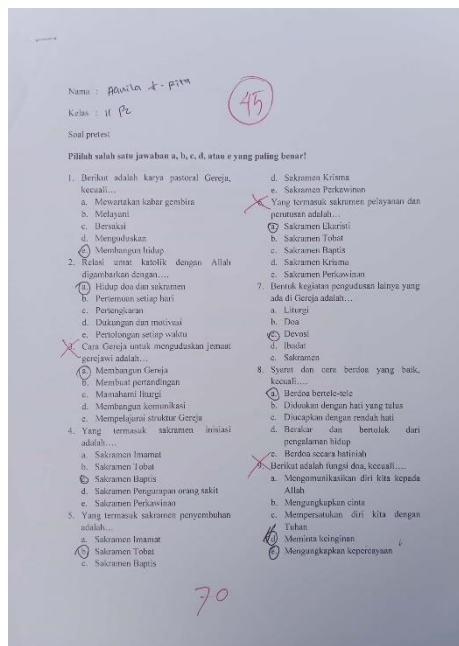 Nama : Aquila
45
Kelas : 11 P2
Soal pretest
Pilihlah salah satu jawaban a, b, c, d, atau e yang paling benar!
1. Berikut adalah karya pastoral Gereja,
kecuali…
a. Mewartakan kabar gembira
b. Melayani
c. Bersaksi
d. Menguduskan
e. Membangun hidup
2. Relasi umat katolik dengan Allah
digambarkan dengan….
a. Hidup doa dan sakramen
b. Pertemuan setiap hari
c. Pertengkaran
d. Dukungan dan motivasi
e. Pertolongan setiap waktu
3. Cara Gereja untuk menguduskan jemaat
gerejawi adalah…
a. Membangun Gereja
b. Membuat pertandingan
c. Memahami liturgi
d. Membangun komunikasi
e. Mempelajarai struktur Gereja
4. Yang termasuk sakramen inisiasi
adalah….
a. Sakramen Imamat
b. Sakramen Tobat
c. Sakramen Baptis
d. Sakramen Pengurapan orang sakit
e. Sakramen Perkawinan
5. Yang termasuk sakramen penyembuhan
adalah…
a. Sakramen Imamat
b. Sakramen Tobat
c. Sakramen Baptis
d. Sakramen Krisma
e. Sakramen Perkawinan
6. Yang termasuk sakramen pelayanan dan
perutusan adalah…
a. Sakramen Ekaristi
b. Sakramen Tobat
c. Sakramen Baptis
d. Sakramen Krisma
e. Sakramen Perkawinan
7. Bentuk kegiatan pengudusan lainya yang
ada di Gereja adalah…
a. Liturgi
b. Doa
c. Devosi
d. Ibadat
e. Sakramen
8. Syarat dan cara berdoa yang baik,
kecuali….
a. Berdoa bertele-tele
b. Didoakan dengan hati yang tulus
c. Diucapkan dengan rendah hati
d. Berakar dan bertolak dari
pengalaman hidup
e. Berdoa secara batiniah
9. Berikut adalah fungsi doa, kecuali….
a. Mengomunikasikan diri kita kepada
Allah
b. Mengungkapkan cinta
c. Mempersatukan diri kita dengan
Tuhan
d. Meminta keinginan
e. Mengungkapkan kepercayaan
70